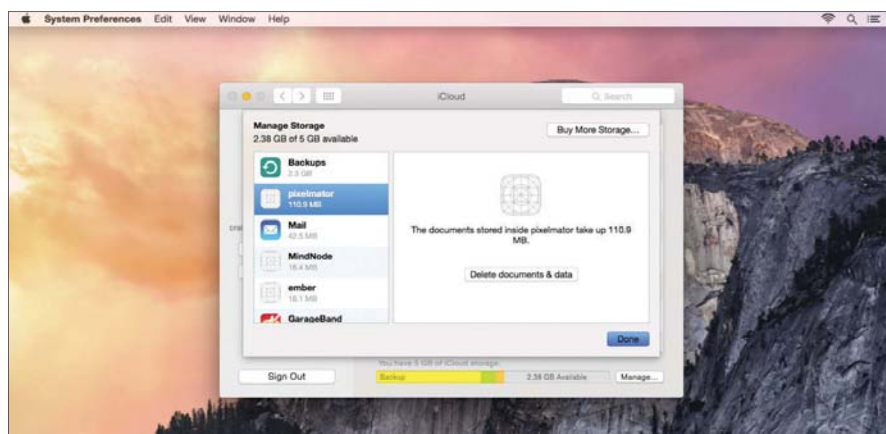 System Preferences Edit View Window Help
iCloud
Search
Manage Storage
2.38 GB of 5 GB available
Buy More Storage...
Backups
2.3 GB
pixelmator
110.9 MB
Mail
42.5 MB
MindNode
16.4 MB
ember
16.1 MB
GarageBand
The documents stored inside pixelmator take up 110.9
MB.
Delete documents & data
Done
You have 5 GB of iCloud storage.
Sign Out
Backup
2.38 GB Available
Manage...